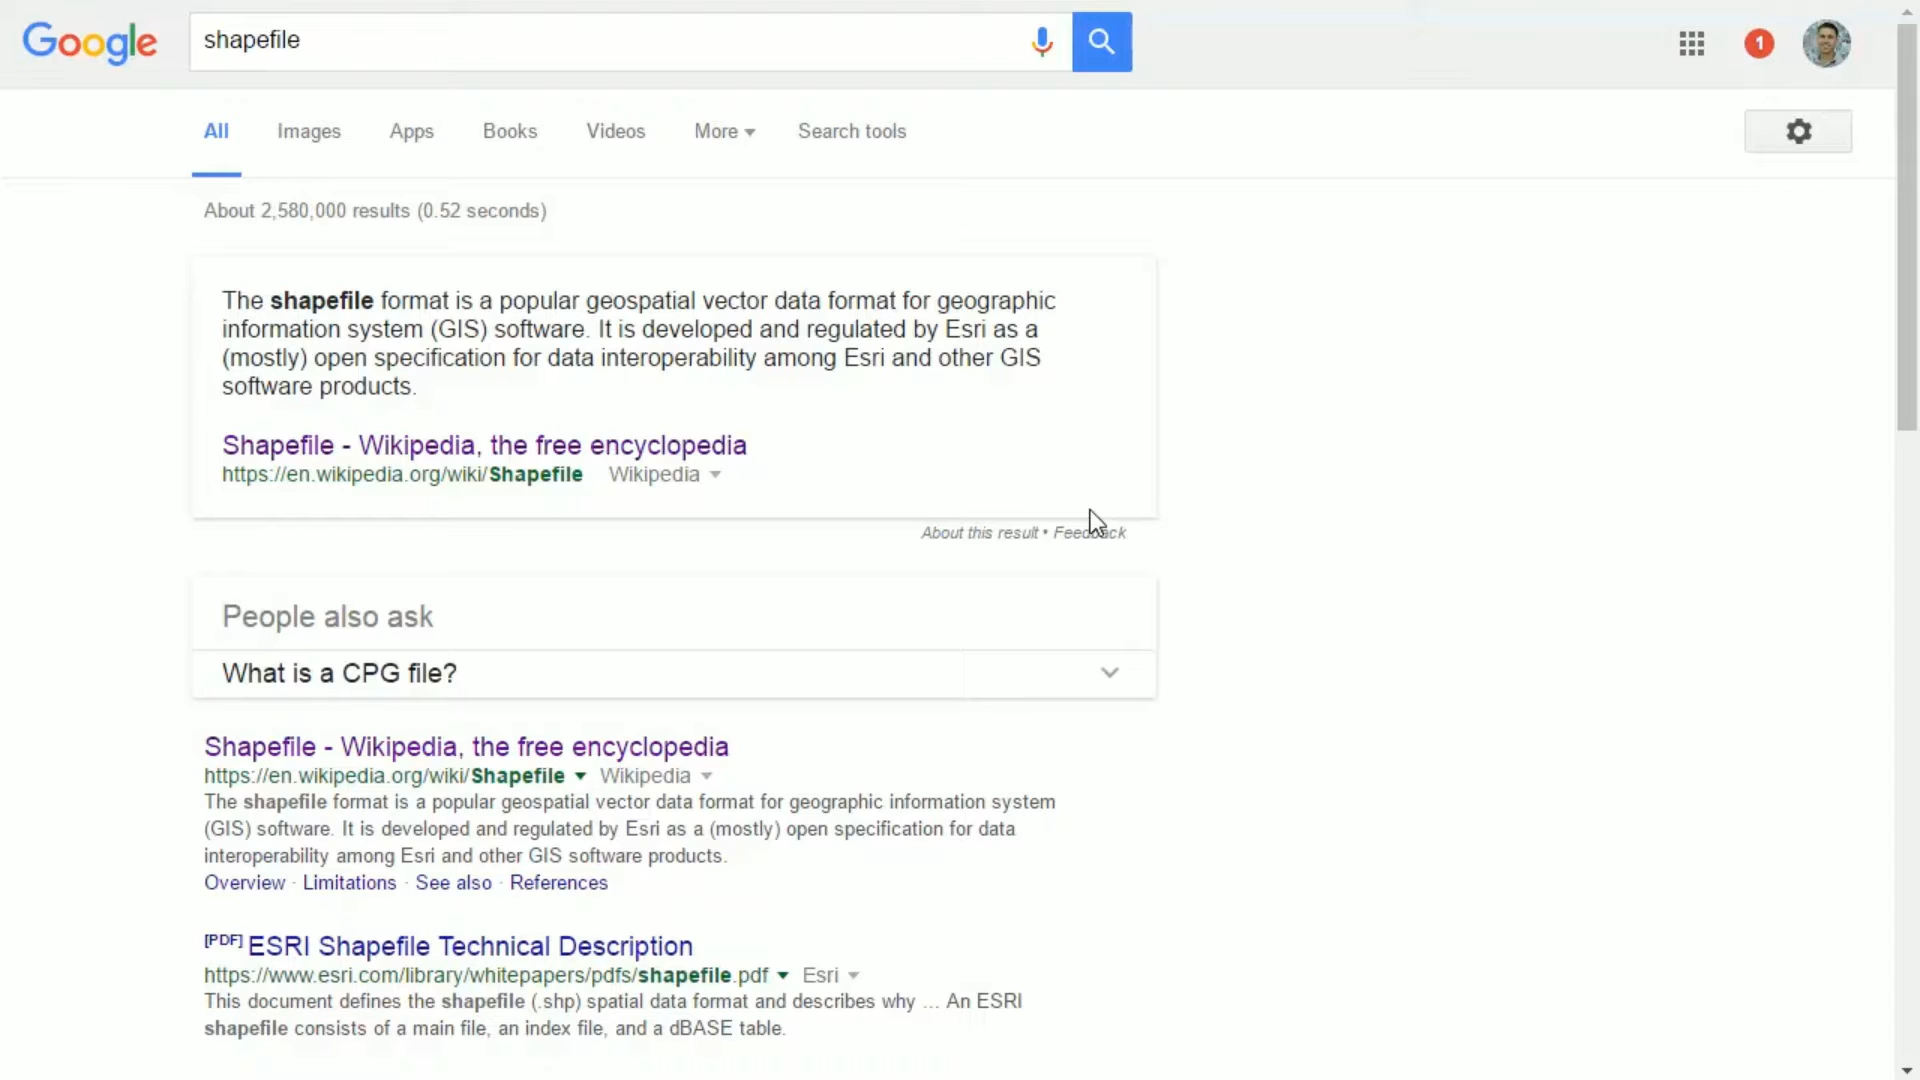 Google
shapefile
1
All Images Apps Books Videos More Search tools
About 2,580,000 results (0.52 seconds)
The shapefile format is a popular geospatial vector data format for geographic
information system (GIS) software. It is developed and regulated by Esri as a
(mostly) open specification for data interoperability among Esri and other GIS
software products.
Shapefile - Wikipedia, the free encyclopedia
https://en.wikipedia.org/wiki/Shapefile Wikipedia
About this result • Feedback
People also ask
What is a CPG file?
Shapefile - Wikipedia, the free encyclopedia
https://en.wikipedia.org/wiki/Shapefile Wikipedia
The shapefile format is a popular geospatial vector data format for geographic information system
(GIS) software. It is developed and regulated by Esri as a (mostly) open specification for data
interoperability among Esri and other GIS software products.
Overview · Limitations · See also · References
[PDF] ESRI Shapefile Technical Description
https://www.esri.com/library/whitepapers/pdfs/shapefile.pdf Esri
This document defines the shapefile (.shp) spatial data format and describes why ... An ESRI
shapefile consists of a main file, an index file, and a dBASE table.